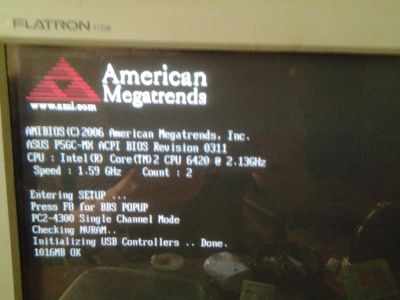 FLATRON
American
Megatrends
www.ami.com
AMIBIOS(C)2006 American Megatrends, Inc.
ASUS P5GC-MX ACPI BIOS Revision 0311
CPU : Intel(R) Core(TM)2 CPU 6420 @ 2.13GHz
Speed : 1.59 GHz Count : 2
Entering SETUP ...
Press F8 for BBS POPUP
PC2-4300 Single Channel Mode
Checking NVRAM..
Initializing USB Controllers .. Done.
1016MB OK